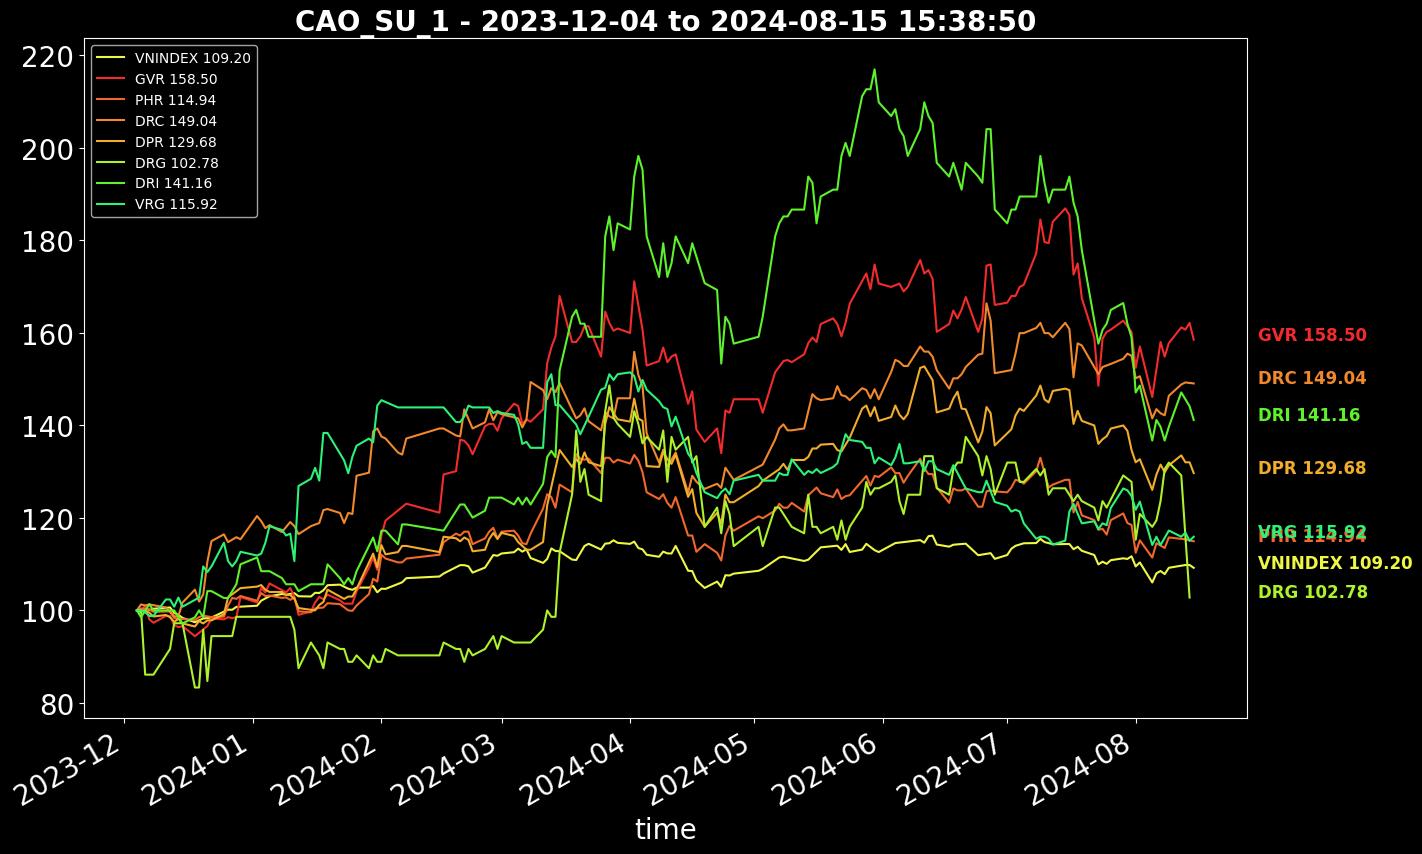 CAO_SU_1 - 2023-12-04 to 2024-08-15 15:38:50
VNINDEX 109.20
GVR 158.50
PHR 114.94
DRC 149.04
DPR 129.68
DRG 102.78
DRI 141.16
VRG 115.92
220
200
180
160
140
120
100
80
GVR 158.50
DRC 149.04
DRI 141.16
DPR 129.68
VRG 115.92
PHR 114.94
VNINDEX 109.20
DRG 102.78
2023-12
2024-01
2024-02
2024-03
2024-04
2024-05
2024-06
2024-07
2024-08
time